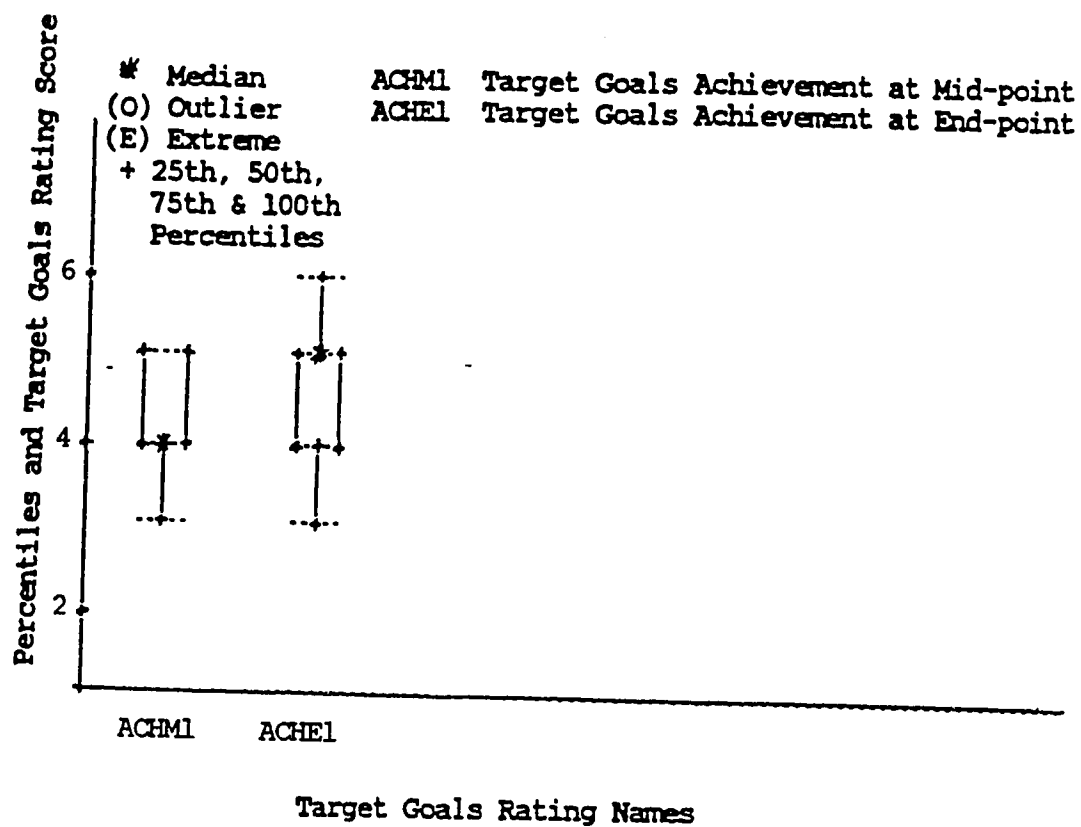 Percentiles and Target Goals Rating Score
* Median
(O) Outlier
(E) Extreme
+ 25th, 50th,
75th & 100th
Percentiles
ACHM1 Target Goals Achievement at Mid-point
ACHE1 Target Goals Achievement at End-point
6
4
2
ACHM1 ACHE1
Target Goals Rating Names